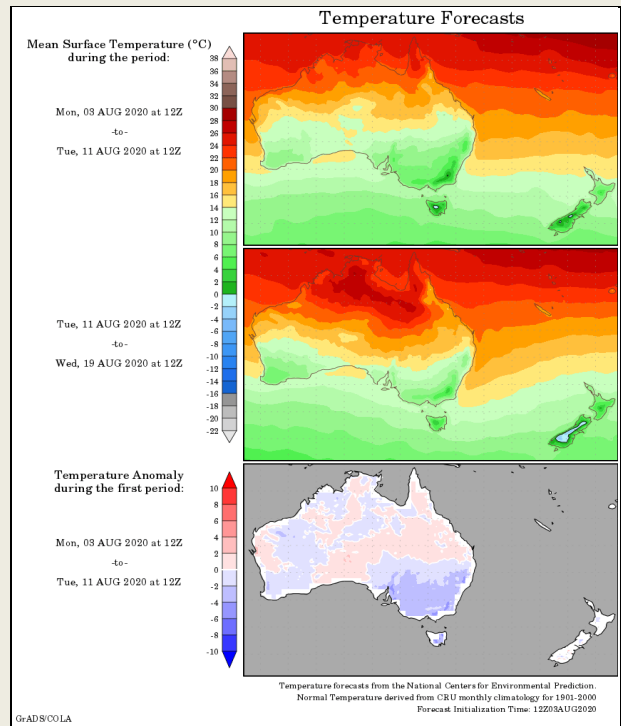 Temperature Forecasts
Mean Surface Temperature (°C)
during the period:
Mon, 03 AUG 2020 at 12Z
-to-
Tue, 11 AUG 2020 at 12Z
38
36
34
32
30
28
26
24
22
20
18
16
14
12
10
8
6
4
2
0
-2
-4
-6
-8
-10
-12
-14
-16
-18
-20
-22
Tue, 11 AUG 2020 at 12Z
-to-
Wed, 19 AUG 2020 at 12Z
Temperature Anomaly
during the first period:
Mon, 03 AUG 2020 at 12Z
-to-
Tue, 11 AUG 2020 at 12Z
10
8
6
4
2
0
-2
-4
-6
-8
-10
Temperature forecasts from the National Centers for Environmental Prediction.
Normal Temperature derived from CRU monthly climatology for 1901-2000
Forecast Initialization Time: 12Z03AUG2020
GrADS/COLA